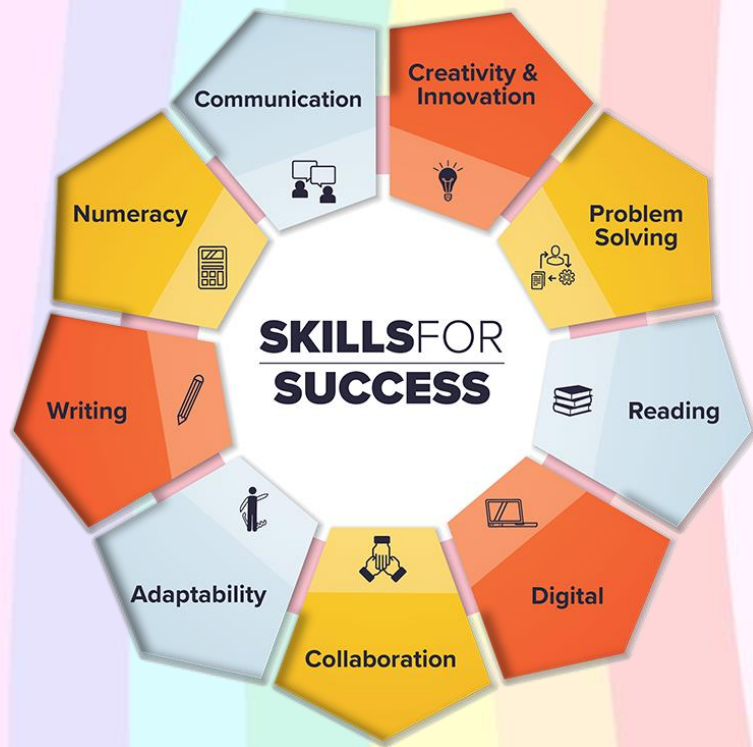 SKILLSFOR
SUCCESS
Communication
Creativity &
Innovation
Problem
Solving
Reading
Digital
Collaboration
Adaptability
Writing
Numeracy